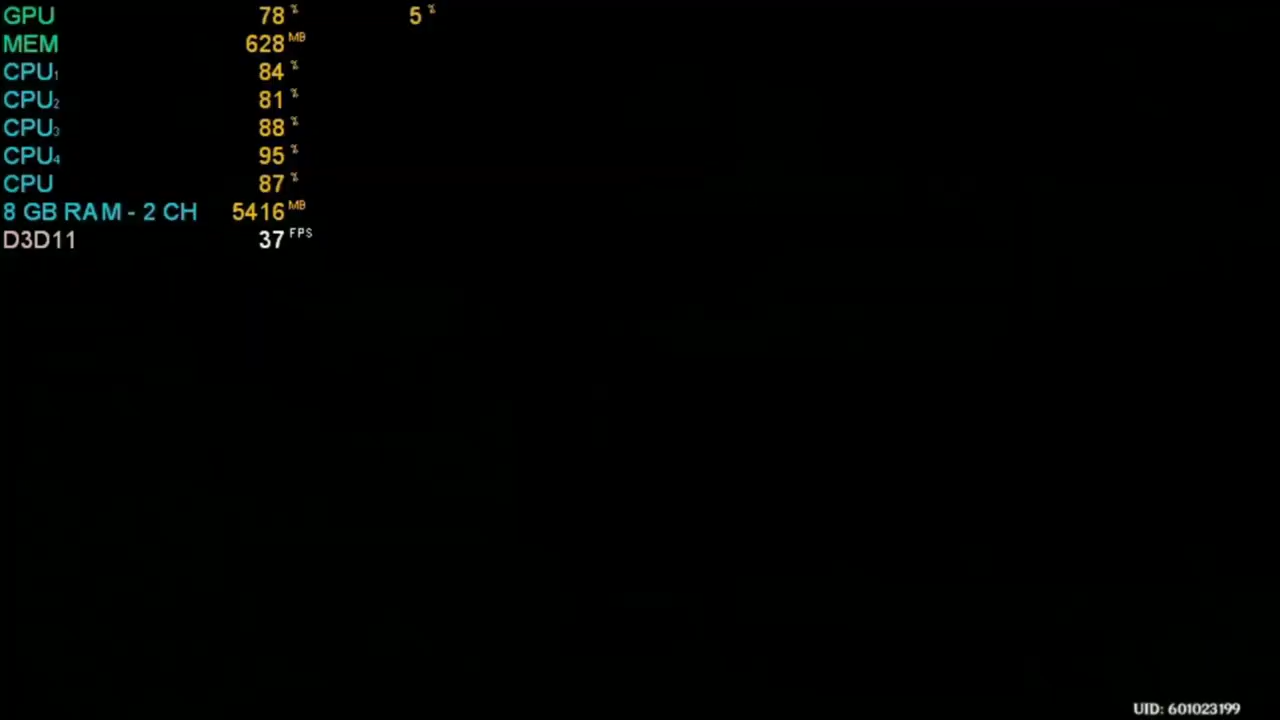 GPU 78 % 5 %
MEM 628 MB
CPU1 84 %
CPU2 81 %
CPU3 88 %
CPU4 95 %
CPU 87 %
8 GB RAM - 2 CH 5416 MB
D3D11 37 FPS
UID: 601023199